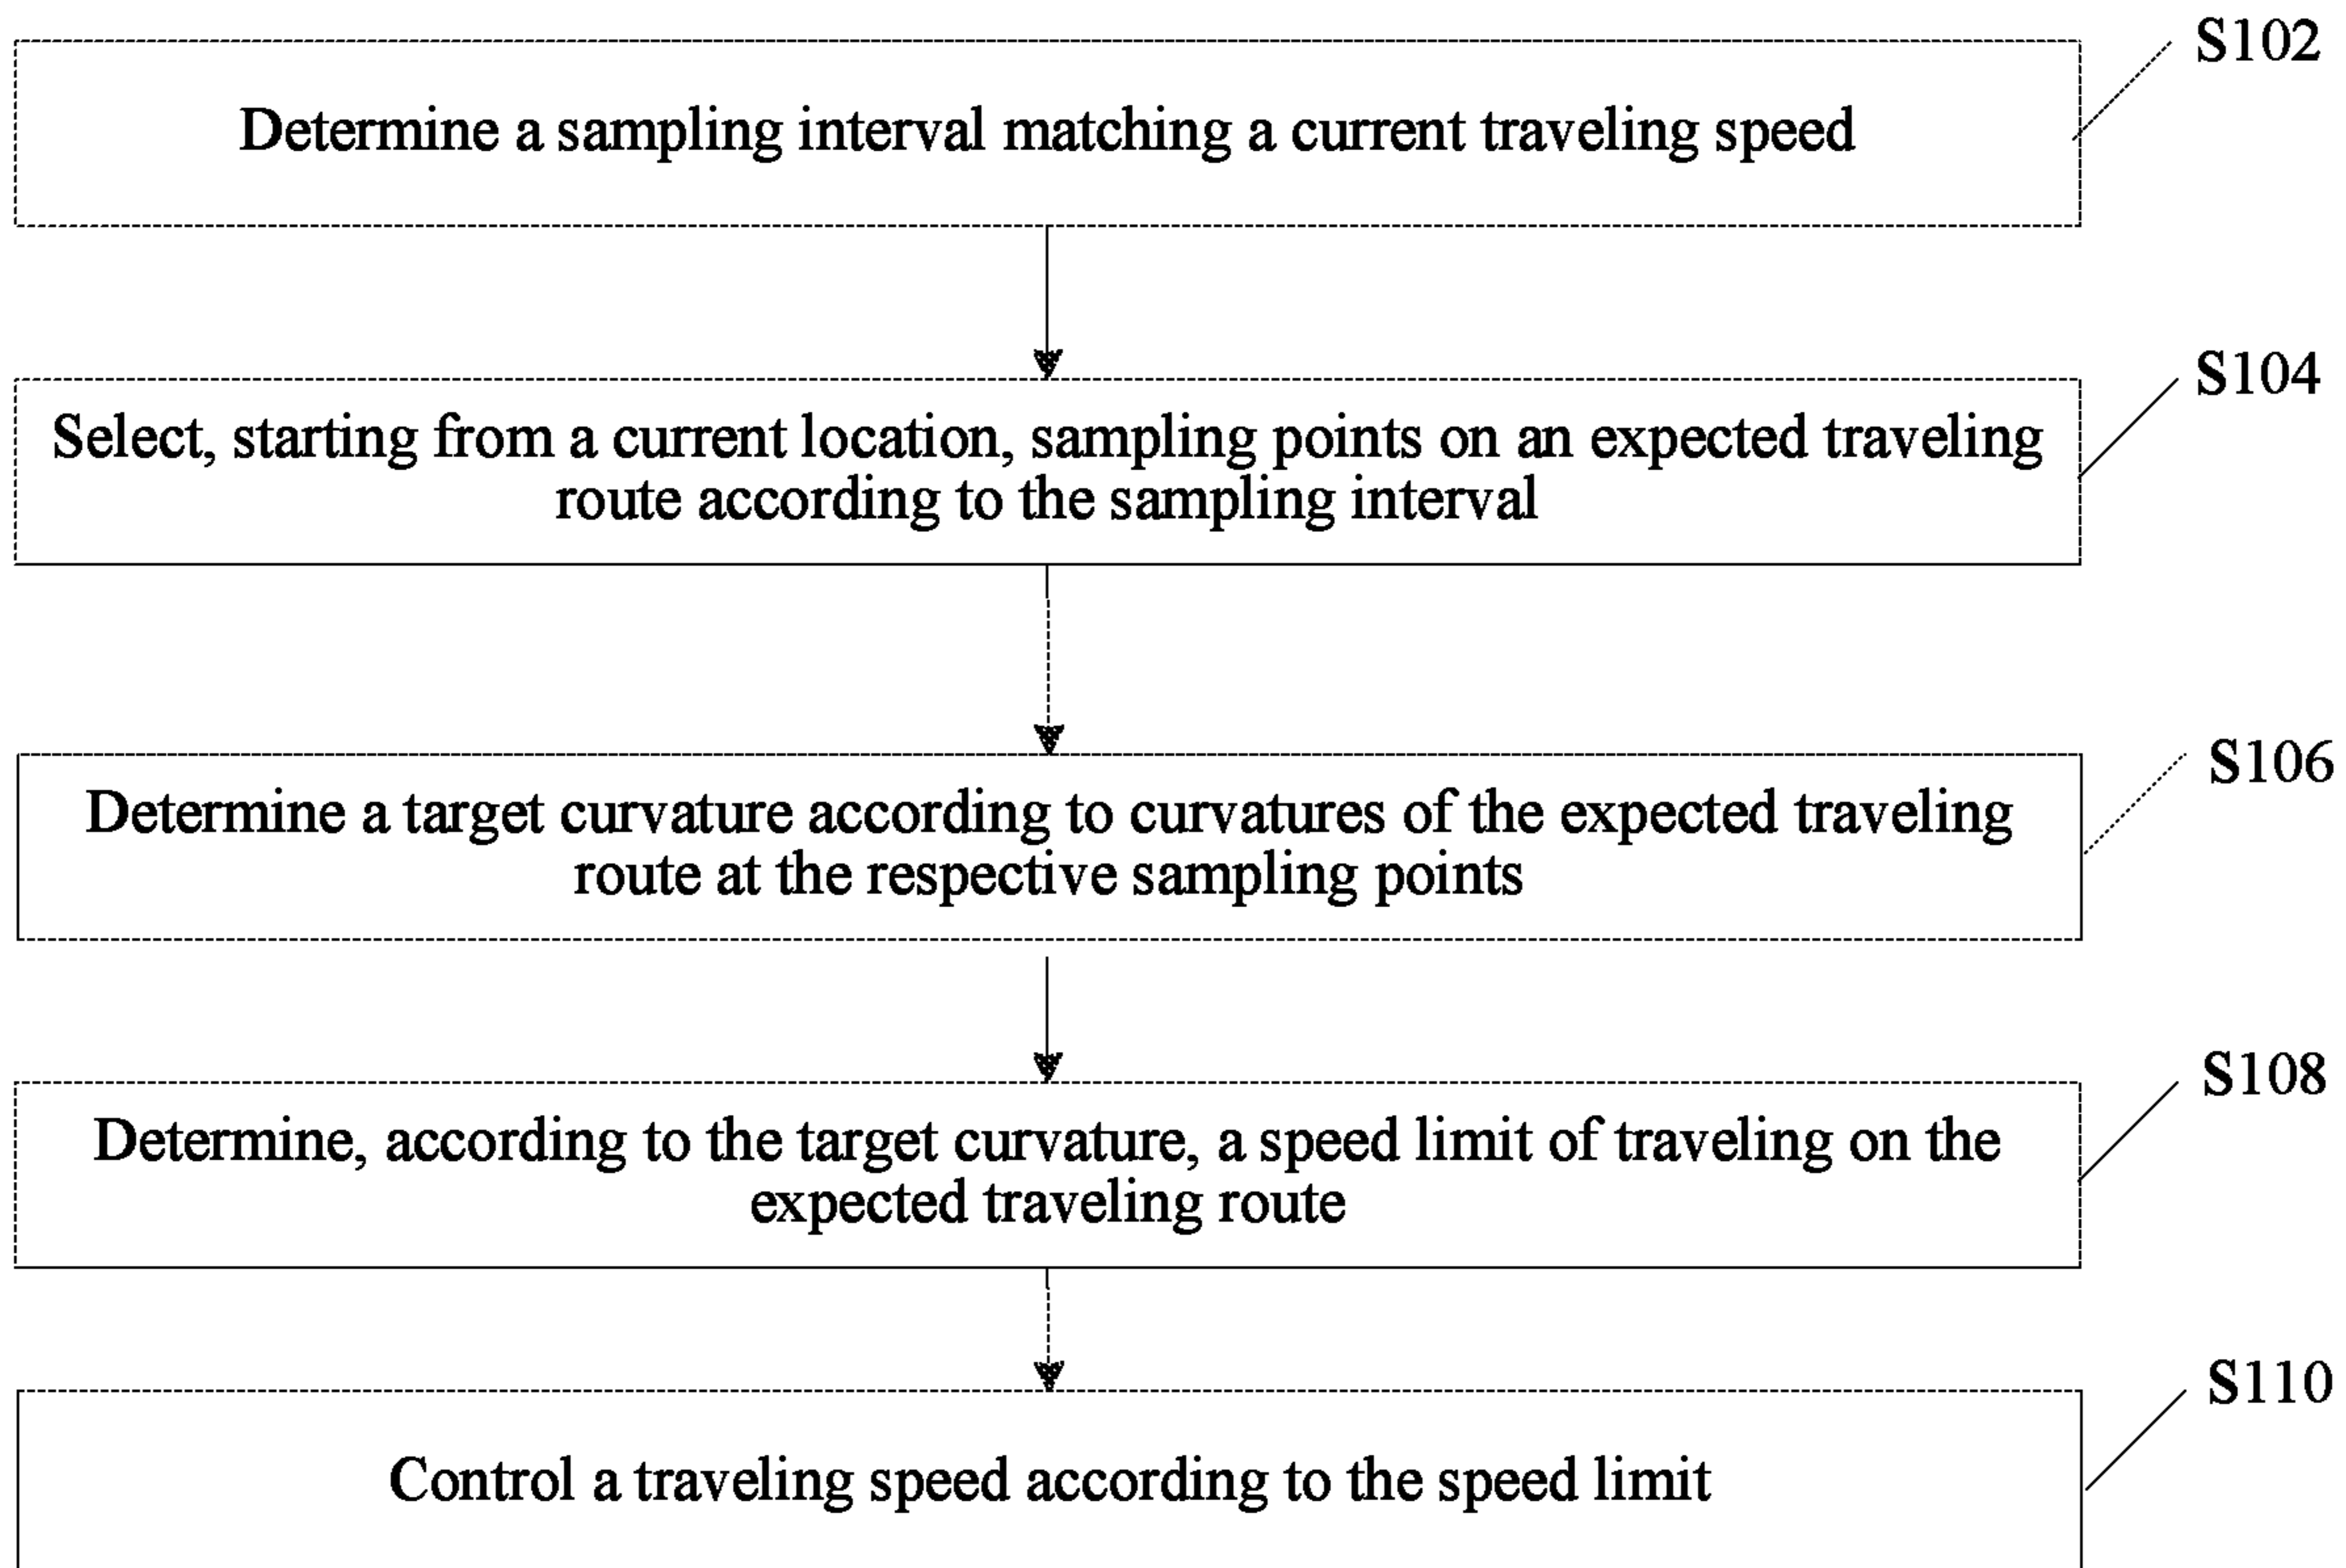 S102
Determine a sampling interval matching a current traveling speed
S104
Select, starting from a current location, sampling points on an expected traveling
route according to the sampling interval
S106
Determine a target curvature according to curvatures of the expected traveling
route at the respective sampling points
S108
Determine, according to the target curvature, a speed limit of traveling on the
expected traveling route
S110
Control a traveling speed according to the speed limit